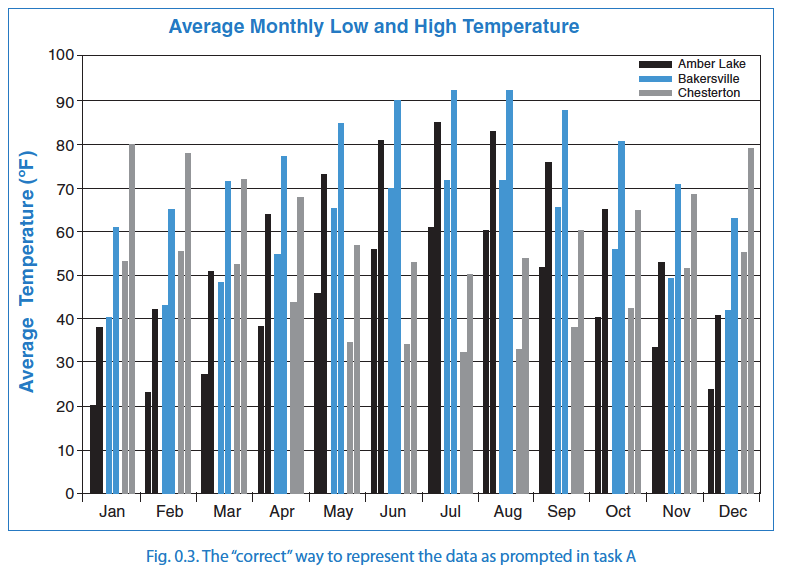 Average Monthly Low and High Temperature
Amber Lake
Bakersville
Chesterton
Average Temperature (°F)
100
90
80
70
60
50
40
30
20
10
0
Jan Feb Mar Apr May Jun Jul Aug Sep Oct Nov Dec
Fig. 0.3. The “correct” way to represent the data as prompted in task A